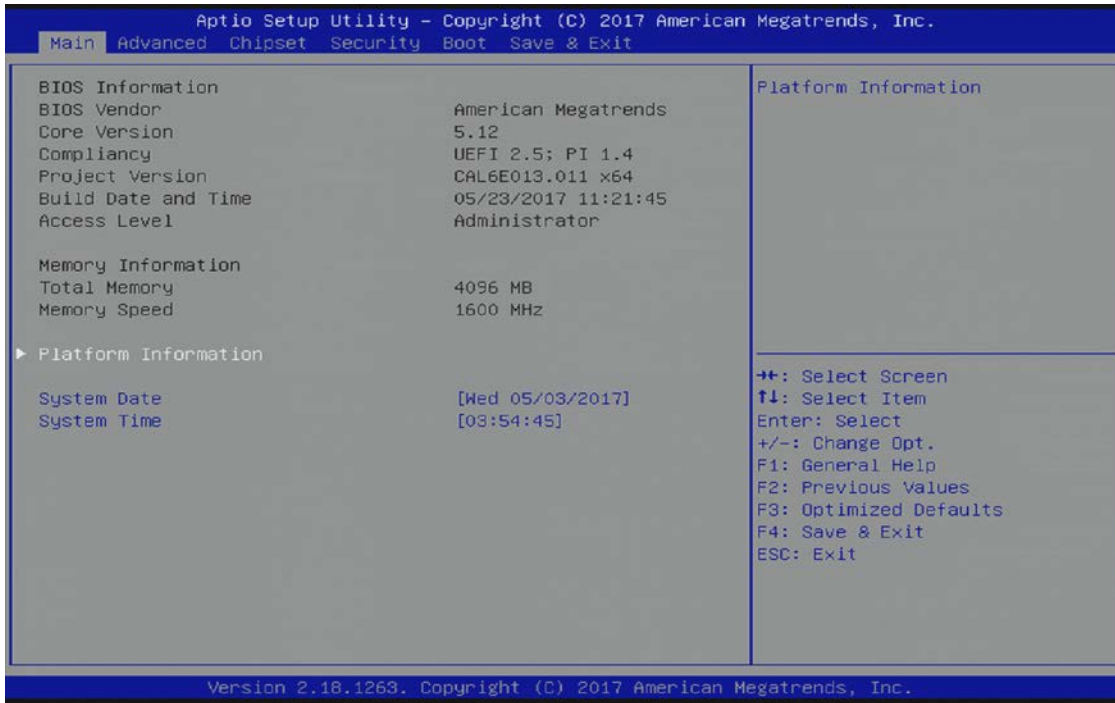 Aptio Setup Utility – Copyright (C) 2017 American Megatrends, Inc.
Main Advanced Chipset Security Boot Save & Exit
BIOS Information
BIOS Vendor American Megatrends
Core Version 5.12
Compliancy UEFI 2.5; PI 1.4
Project Version CAL6E013.011 x64
Build Date and Time 05/23/2017 11:21:45
Access Level Administrator
Memory Information
Total Memory 4096 MB
Memory Speed 1600 MHz
▶ Platform Information
System Date [Wed 05/03/2017]
System Time [03:54:45]
Platform Information
→←: Select Screen
↑↓: Select Item
Enter: Select
+/-: Change Opt.
F1: General Help
F2: Previous Values
F3: Optimized Defaults
F4: Save & Exit
ESC: Exit
Version 2.18.1263. Copyright (C) 2017 American Megatrends, Inc.